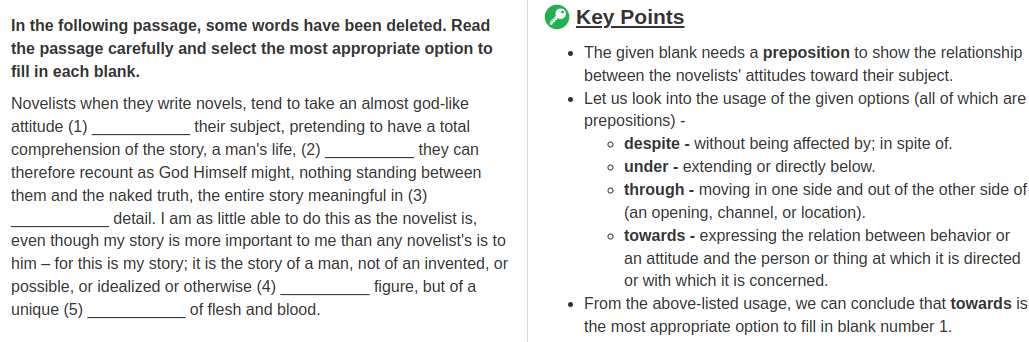 In the following passage, some words have been deleted. Read
the passage carefully and select the most appropriate option to
fill in each blank.
Novelists when they write novels, tend to take an almost god-like
attitude (1) ___________ their subject, pretending to have a total
comprehension of the story, a man's life, (2) __________ they can
therefore recount as God Himself might, nothing standing between
them and the naked truth, the entire story meaningful in (3)
___________ detail. I am as little able to do this as the novelist is,
even though my story is more important to me than any novelist's is to
him – for this is my story; it is the story of a man, not of an invented, or
possible, or idealized or otherwise (4) __________ figure, but of a
unique (5) ___________ of flesh and blood.
Key Points
• The given blank needs a preposition to show the relationship
between the novelists' attitudes toward their subject.
• Let us look into the usage of the given options (all of which are
prepositions) -
○ despite - without being affected by; in spite of.
○ under - extending or directly below.
○ through - moving in one side and out of the other side of
(an opening, channel, or location).
○ towards - expressing the relation between behavior or
an attitude and the person or thing at which it is directed
or with which it is concerned.
• From the above-listed usage, we can conclude that towards is
the most appropriate option to fill in blank number 1.